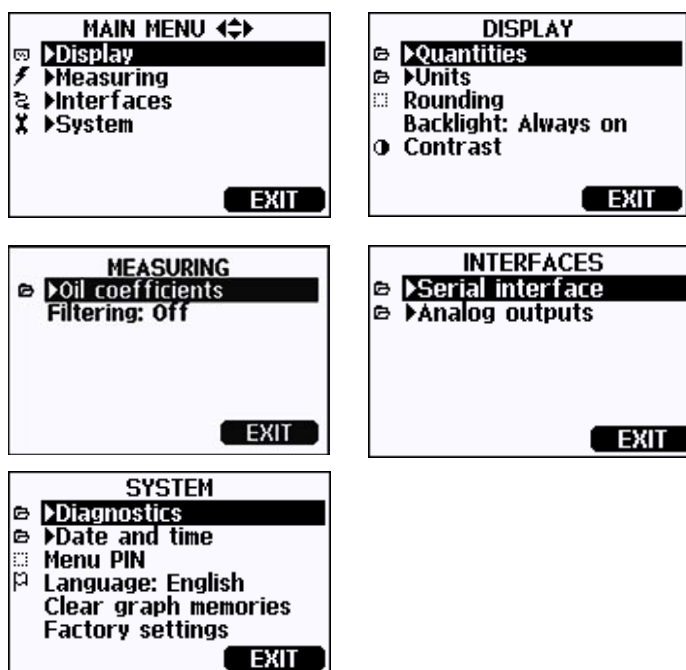 MAIN MENU
▶Display
▶Measuring
▶Interfaces
▶System
EXIT
DISPLAY
▶Quantities
▶Units
Rounding
Backlight: Always on
Contrast
EXIT
MEASURING
▶Oil coefficients
Filtering: Off
EXIT
INTERFACES
▶Serial interface
▶Analog outputs
EXIT
SYSTEM
▶Diagnostics
▶Date and time
Menu PIN
Language: English
Clear graph memories
Factory settings
EXIT